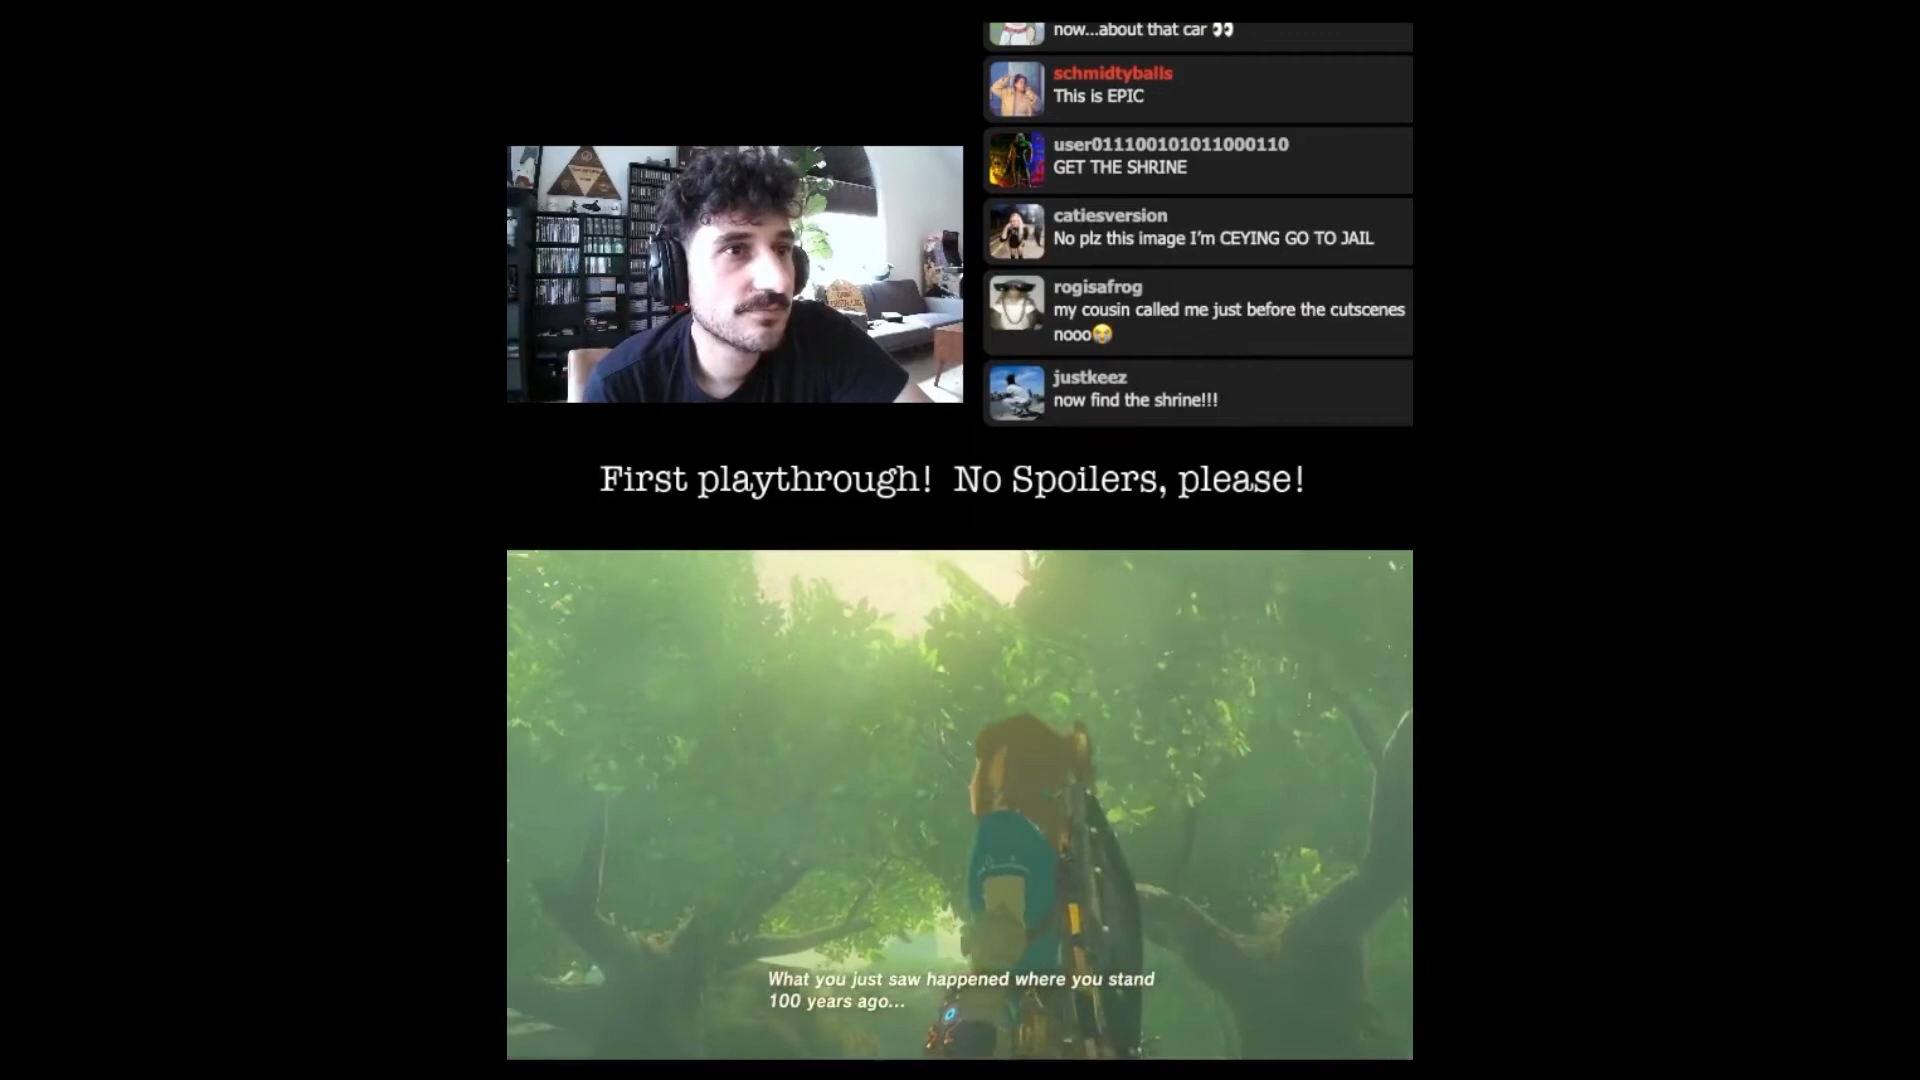 now...about that car 👀
schmidtyballs
This is EPIC
user011100101011000110
GET THE SHRINE
catiesversion
No plz this image I'm CEYING GO TO JAIL
rogisafrog
my cousin called me just before the cutscenes
nooo😭
justkeez
now find the shrine!!!
First playthrough! No Spoilers, please!
What you just saw happened where you stand
100 years ago...